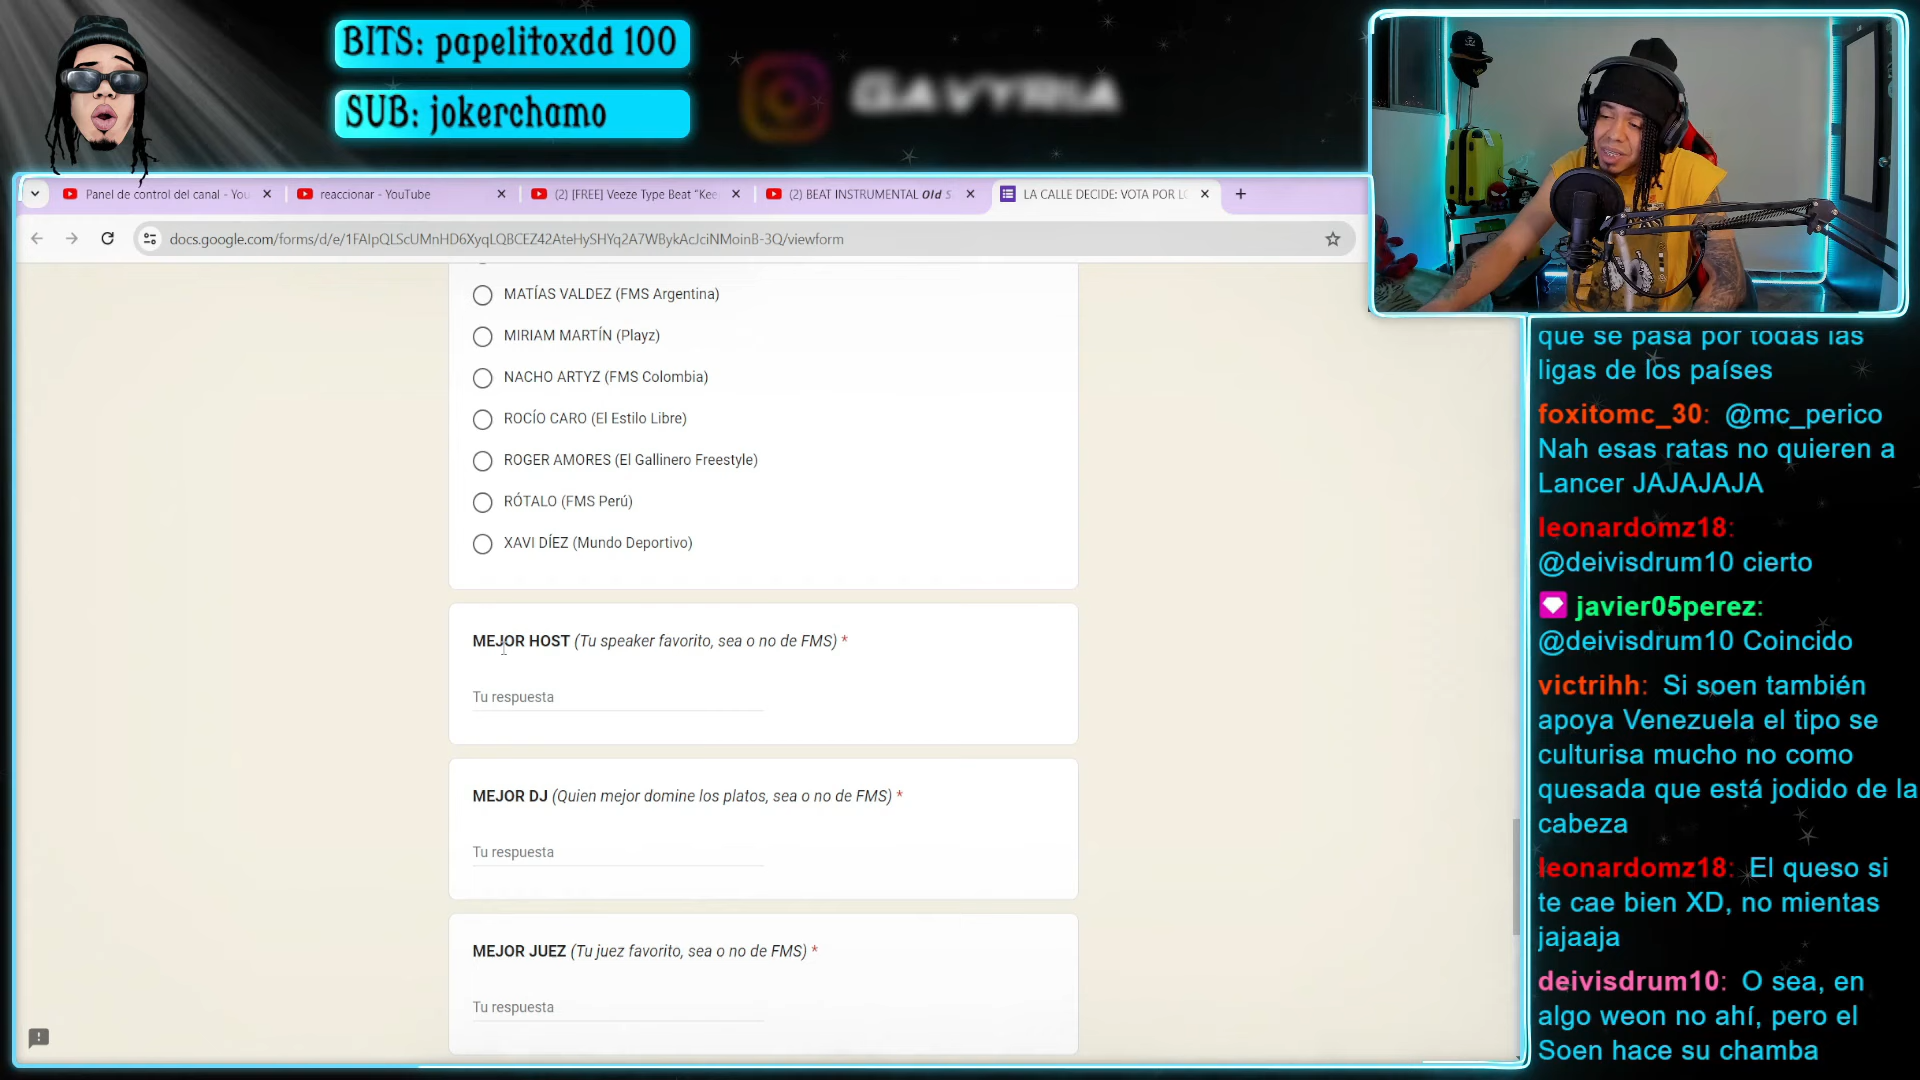 BITS: papelitoxdd 100
SUB: jokerchamo
GAVYRIA
Panel de control del canal - You
reaccionar - YouTube
(2) [FREE] Veeze Type Beat "Kee
(2) BEAT INSTRUMENTAL Old S
LA CALLE DECIDE: VOTA POR LO
docs.google.com/forms/d/e/1FAIpQLScUMnHD6XyqLQBCEZ42AteHySHYq2A7WBykAcJciNMoinB-3Q/viewform
MATÍAS VALDEZ (FMS Argentina)
MIRIAM MARTÍN (Playz)
NACHO ARTYZ (FMS Colombia)
ROCÍO CARO (El Estilo Libre)
ROGER AMORES (El Gallinero Freestyle)
RÓTALO (FMS Perú)
XAVI DÍEZ (Mundo Deportivo)
MEJOR HOST (Tu speaker favorito, sea o no de FMS) *
Tu respuesta
MEJOR DJ (Quien mejor domine los platos, sea o no de FMS) *
Tu respuesta
MEJOR JUEZ (Tu juez favorito, sea o no de FMS) *
Tu respuesta
que se pasa por todas las
ligas de los países
foxitomc_30: @mc_perico
Nah esas ratas no quieren a
Lancer JAJAJAJA
leonardomz18:
@deivisdrum10 cierto
javier05perez:
@deivisdrum10 Coincido
victrihh: Si soen también
apoya Venezuela el tipo se
culturisa mucho no como
quesada que está jodido de la
cabeza
leonardomz18: El queso si
te cae bien XD, no mientas
jajaaja
deivisdrum10: O sea, en
algo weon no ahí, pero el
Soen hace su chamba